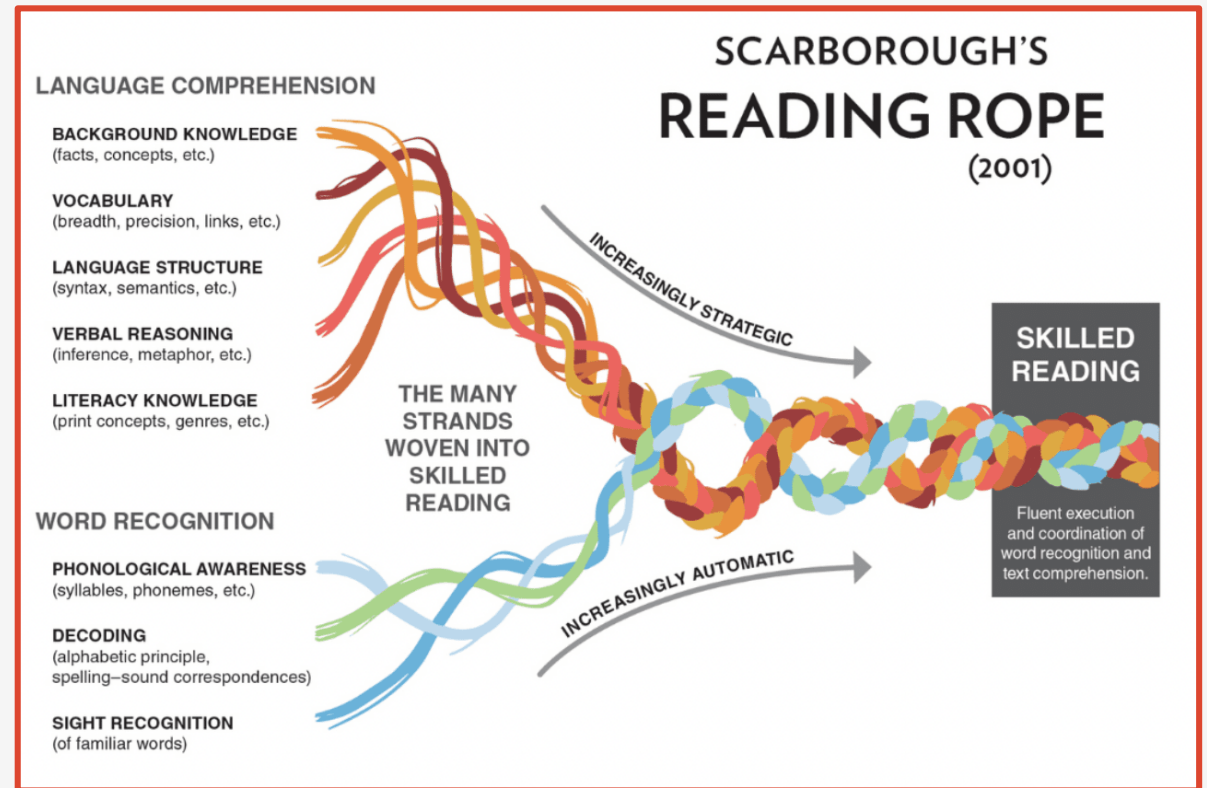 SCARBOROUGH'S
READING ROPE
(2001)
LANGUAGE COMPREHENSION
BACKGROUND KNOWLEDGE
(facts, concepts, etc.)
VOCABULARY
(breadth, precision, links, etc.)
LANGUAGE STRUCTURE
(syntax, semantics, etc.)
VERBAL REASONING
(inference, metaphor, etc.)
LITERACY KNOWLEDGE
(print concepts, genres, etc.)
WORD RECOGNITION
PHONOLOGICAL AWARENESS
(syllables, phonemes, etc.)
DECODING
(alphabetic principle,
spelling–sound correspondences)
SIGHT RECOGNITION
(of familiar words)
THE MANY
STRANDS
WOVEN INTO
SKILLED
READING
INCREASINGLY STRATEGIC
INCREASINGLY AUTOMATIC
SKILLED
READING
Fluent execution
and coordination of
word recognition and
text comprehension.